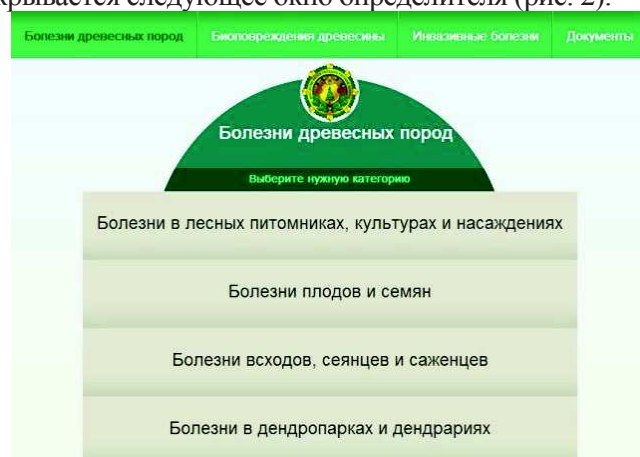 крывается следующее окно определителя (рис. 2).
Болезни древесных пород Биоповреждения древесины Инвазивные болезни Документы
Болезни древесных пород
Выберите нужную категорию
Болезни в лесных питомниках, культурах и насаждениях
Болезни плодов и семян
Болезни всходов, сеянцев и саженцев
Болезни в дендропарках и дендрариях